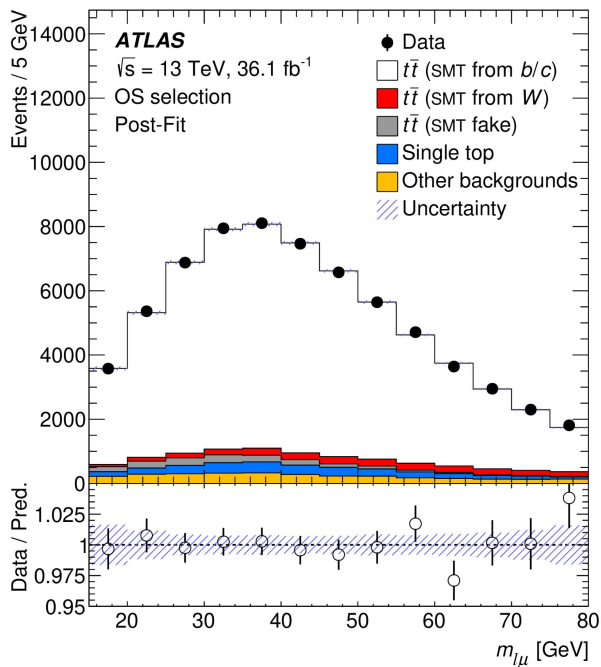 Events / 5 GeV
14000
12000
10000
8000
6000
4000
2000
0
ATLAS
√s = 13 TeV, 36.1 fb⁻¹
OS selection
Post-Fit
Data
tt̄ (SMT from b/c)
tt̄ (SMT from W)
tt̄ (SMT fake)
Single top
Other backgrounds
Uncertainty
Data / Pred.
1.025
1
0.975
0.95
20 30 40 50 60 70 80
m_lμ [GeV]